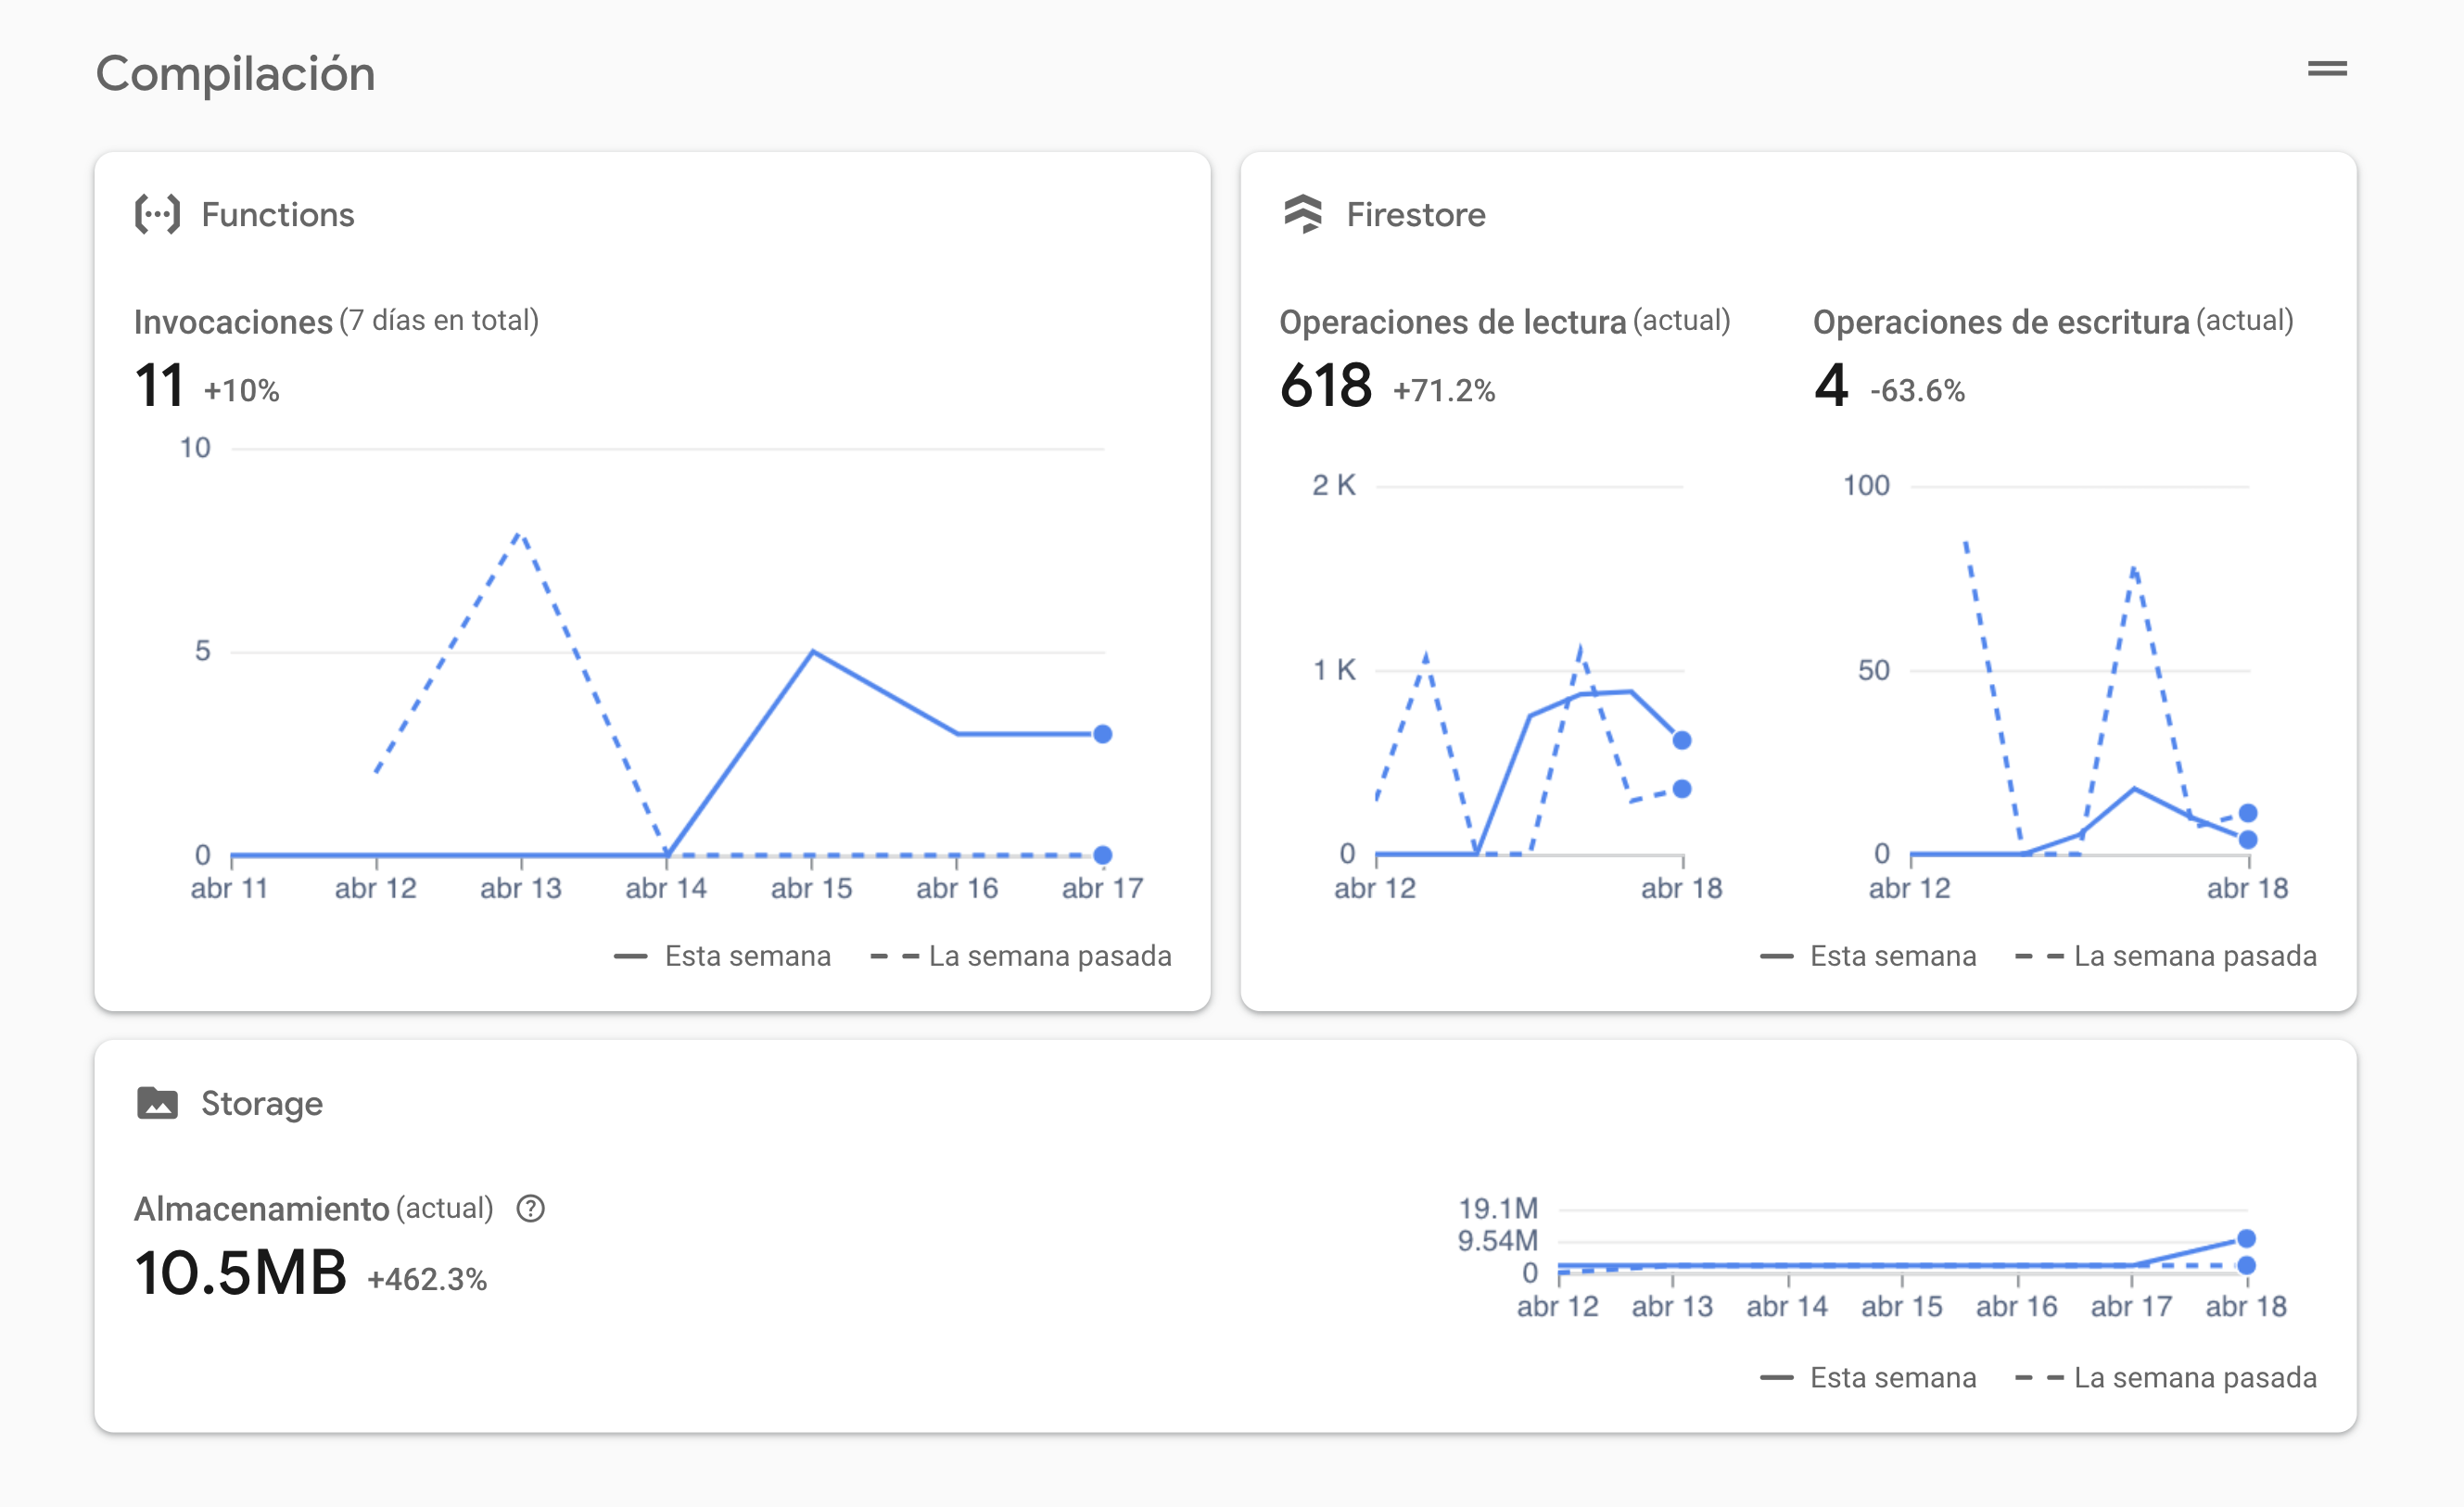 Compilación
Functions
Invocaciones (7 días en total)
11 +10%
10
5
0
abr 11 abr 12 abr 13 abr 14 abr 15 abr 16 abr 17
Esta semana La semana pasada
Firestore
Operaciones de lectura (actual)
618 +71.2%
2 K
1 K
0
abr 12 abr 18
Operaciones de escritura (actual)
4 -63.6%
100
50
0
abr 12 abr 18
Esta semana La semana pasada
Storage
Almacenamiento (actual) ?
10.5MB +462.3%
19.1M
9.54M
0
abr 12 abr 13 abr 14 abr 15 abr 16 abr 17 abr 18
Esta semana La semana pasada